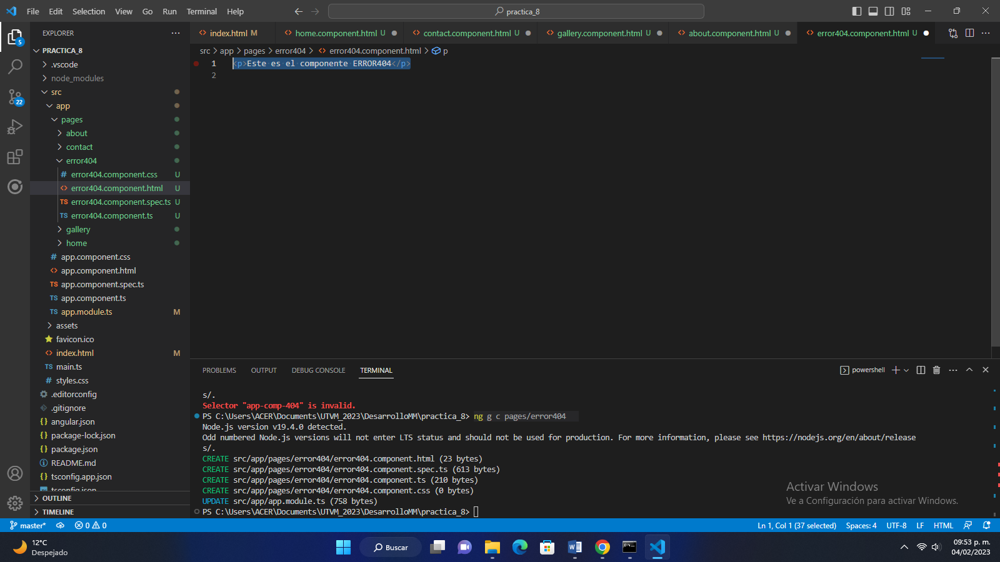 File Edit Selection View Go Run Terminal Help
practica_8
EXPLORER
index.html M
home.component.html U
contact.component.html U
gallery.component.html U
about.component.html U
error404.component.html U
src > app > pages > error404 > error404.component.html > p
PRACTICA_8
.vscode
node_modules
src
app
pages
about
contact
error404
error404.component.css U
error404.component.html U
error404.component.spec.ts U
error404.component.ts U
gallery
home
app.component.css
app.component.html
app.component.spec.ts
app.component.ts
app.module.ts M
assets
favicon.ico
index.html M
main.ts
styles.css
.editorconfig
.gitignore
angular.json
package-lock.json
package.json
README.md
tsconfig.app.json
tsconfig.json
OUTLINE
TIMELINE
5
22
1 <p>Este es el componente ERROR404</p>
2
PROBLEMS OUTPUT DEBUG CONSOLE TERMINAL
powershell
s/.
Selector "app-comp-404" is invalid.
PS C:\Users\ACER\Documents\UTVM_2023\DesarrolloMM\practica_8> ng g c pages/error404
Node.js version v19.4.0 detected.
Odd numbered Node.js versions will not enter LTS status and should not be used for production. For more information, please see https://nodejs.org/en/about/release
s/.
CREATE src/app/pages/error404/error404.component.html (23 bytes)
CREATE src/app/pages/error404/error404.component.spec.ts (613 bytes)
CREATE src/app/pages/error404/error404.component.ts (210 bytes)
CREATE src/app/pages/error404/error404.component.css (0 bytes)
UPDATE src/app/app.module.ts (758 bytes)
PS C:\Users\ACER\Documents\UTVM_2023\DesarrolloMM\practica_8>
Activar Windows
Ve a Configuración para activar Windows.
master* 0 0
Ln 1, Col 1 (37 selected) Spaces: 4 UTF-8 LF HTML
12°C
Despejado
Buscar
09:53 p. m.
04/02/2023